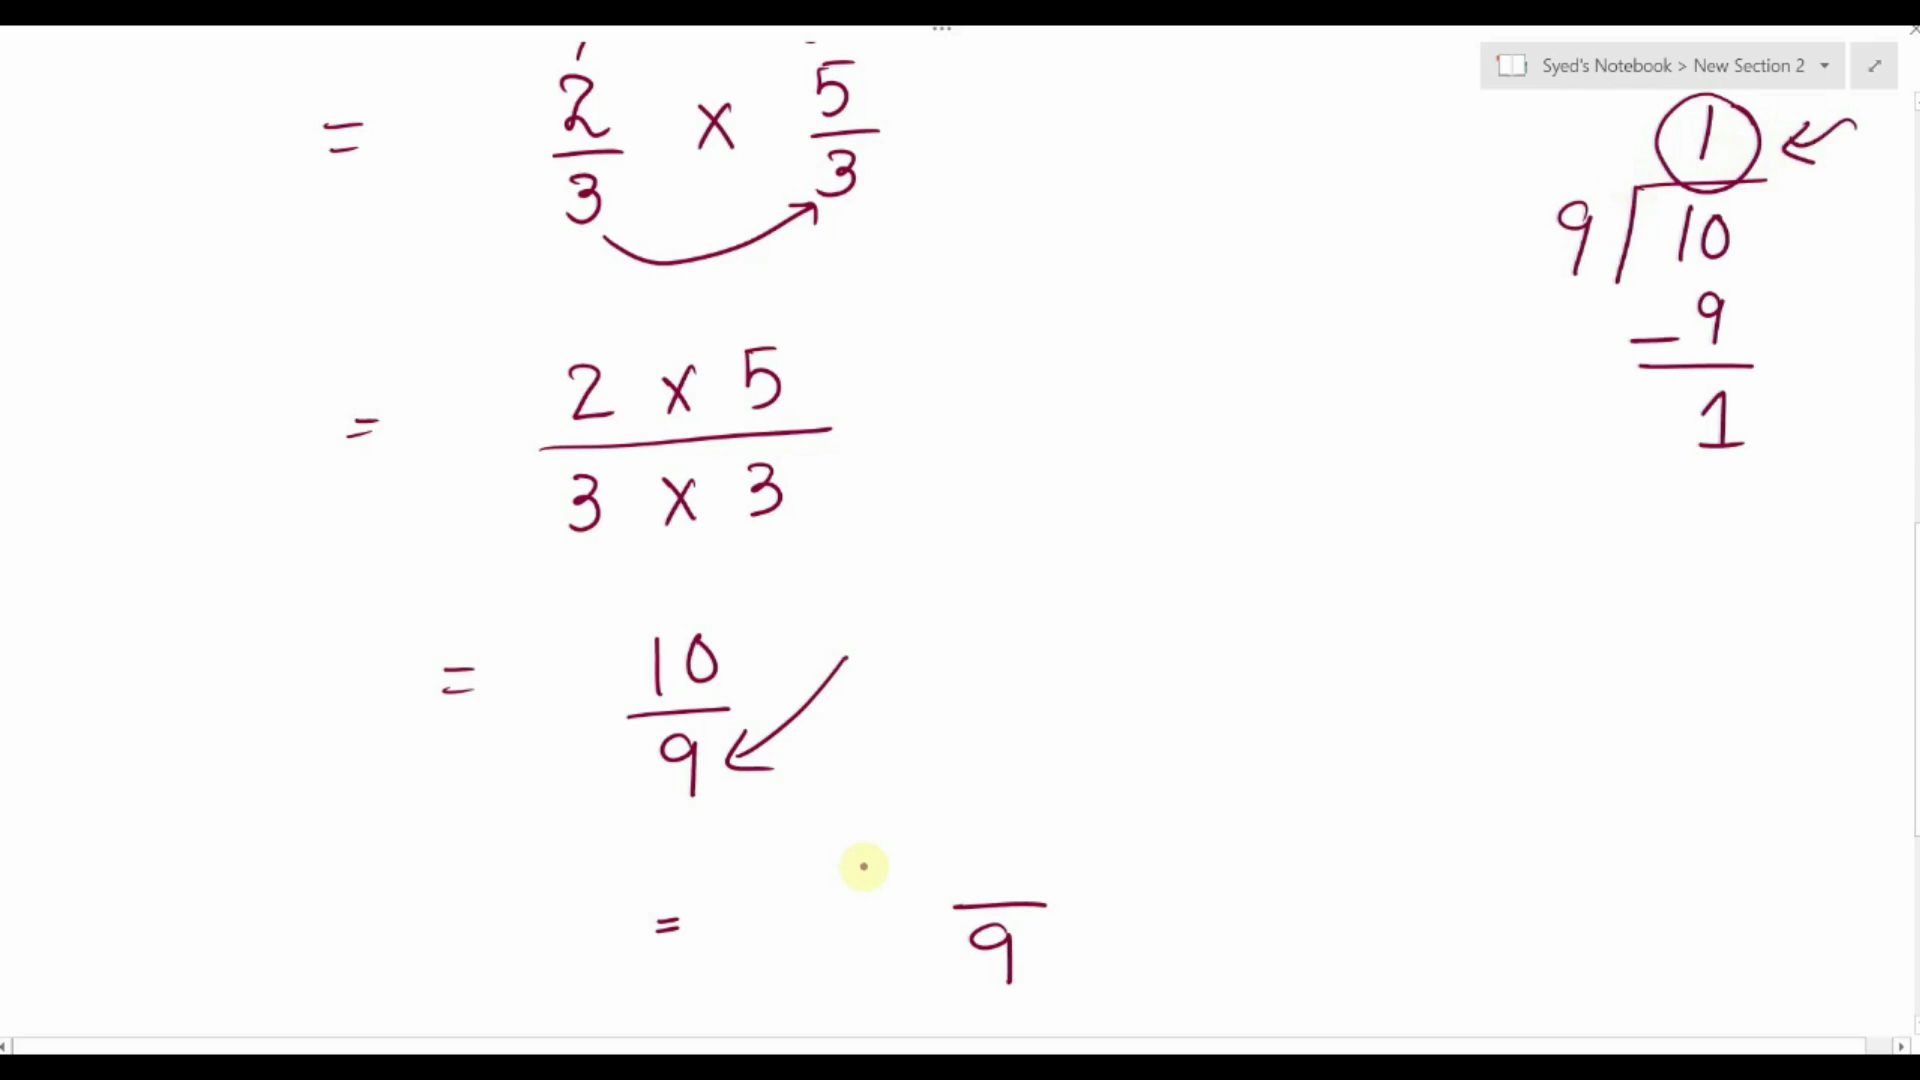 Syed's Notebook > New Section 2
= 2/3 x 5/3
= 2 x 5
3 x 3
= 10/9
= /9
1
9 10
- 9
1